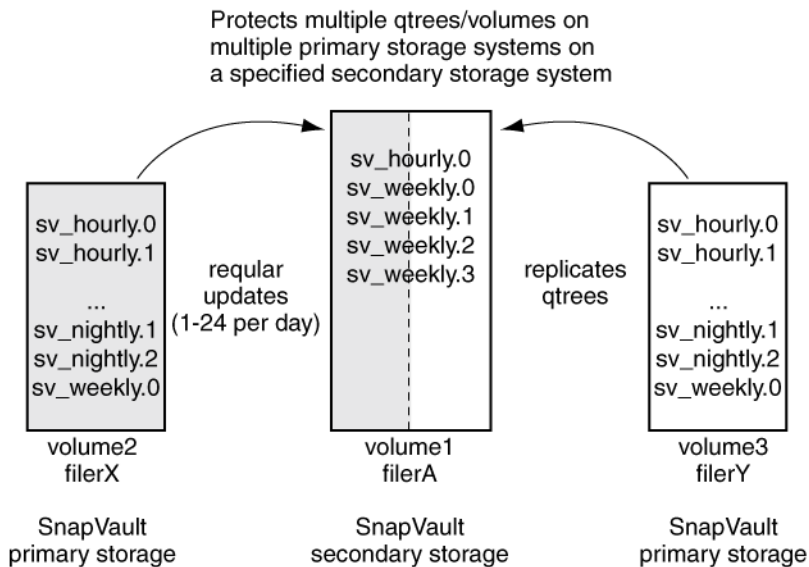 Protects multiple qtrees/volumes on
multiple primary storage systems on
a specified secondary storage system
sv_hourly.0
sv_hourly.1
...
sv_nightly.1
sv_nightly.2
sv_weekly.0
volume2
filerX
SnapVault
primary storage
reqular
updates
(1-24 per day)
sv_hourly.0
sv_weekly.0
sv_weekly.1
sv_weekly.2
sv_weekly.3
volume1
filerA
SnapVault
secondary storage
replicates
qtrees
sv_hourly.0
sv_hourly.1
...
sv_nightly.1
sv_nightly.2
sv_weekly.0
volume3
filerY
SnapVault
primary storage